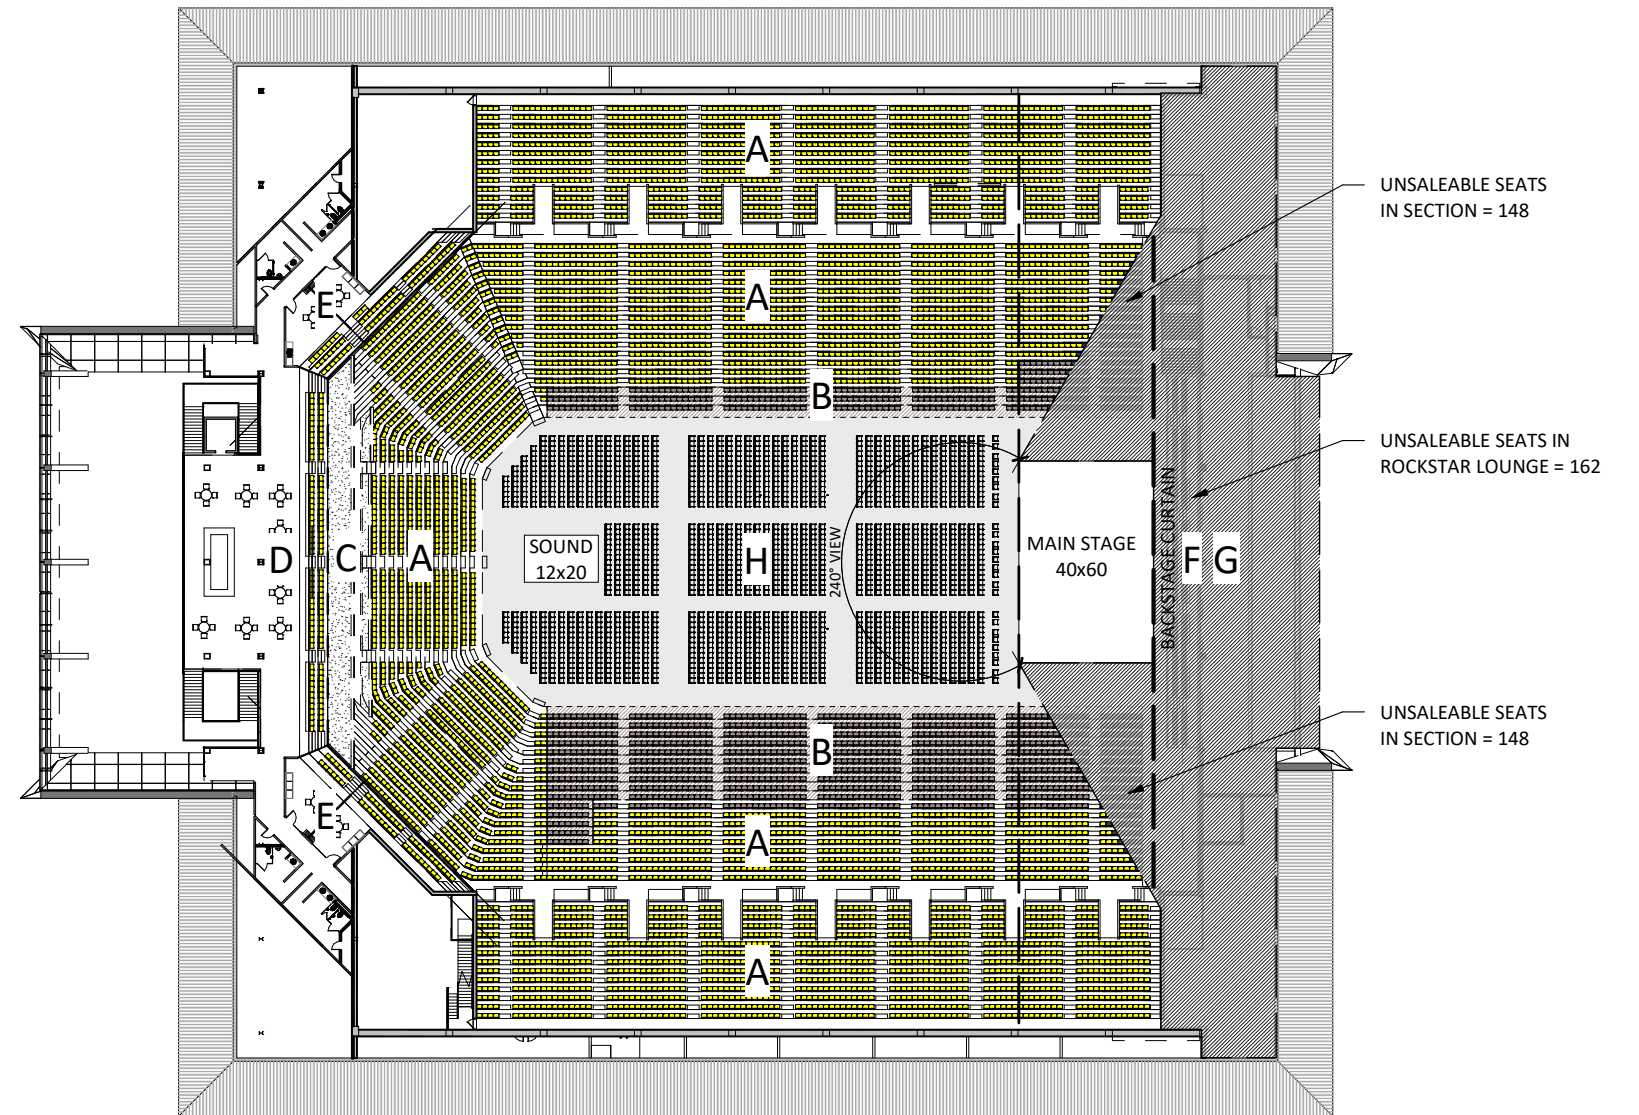 A
UNSALEABLE SEATS
IN SECTION = 148
A
E
B
UNSALEABLE SEATS IN
ROCKSTAR LOUNGE = 162
D
C
A
SOUND
12x20
H
240° VIEW
MAIN STAGE
40x60
BACKSTAGE CURTAIN
F
G
UNSALEABLE SEATS
IN SECTION = 148
B
E
A
A